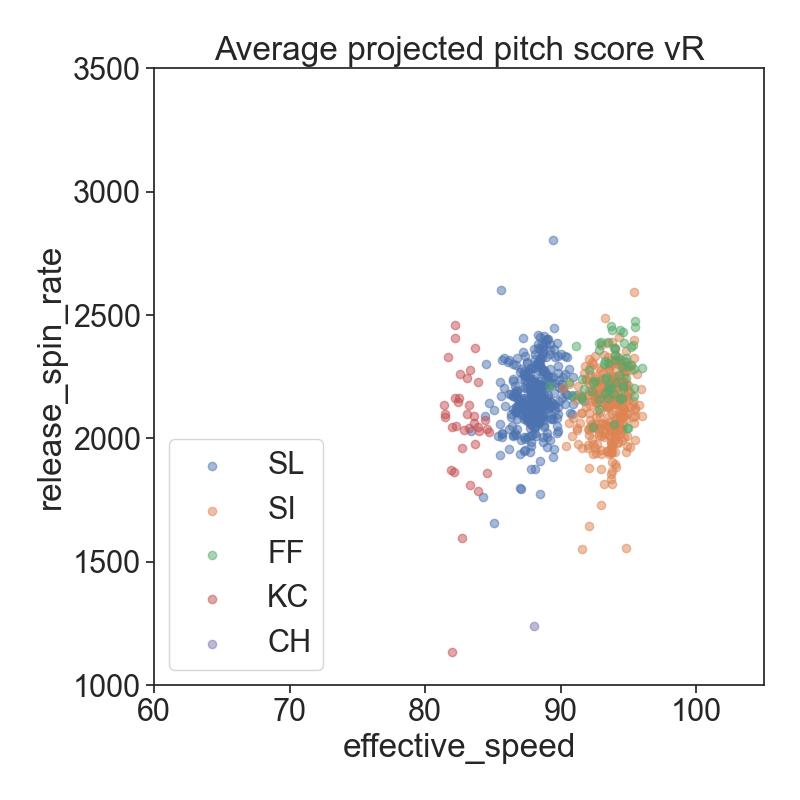 Average projected pitch score vR
3500
3000
2500
2000
1500
1000
release_spin_rate
SL
SI
FF
KC
CH
60 70 80 90 100
effective_speed